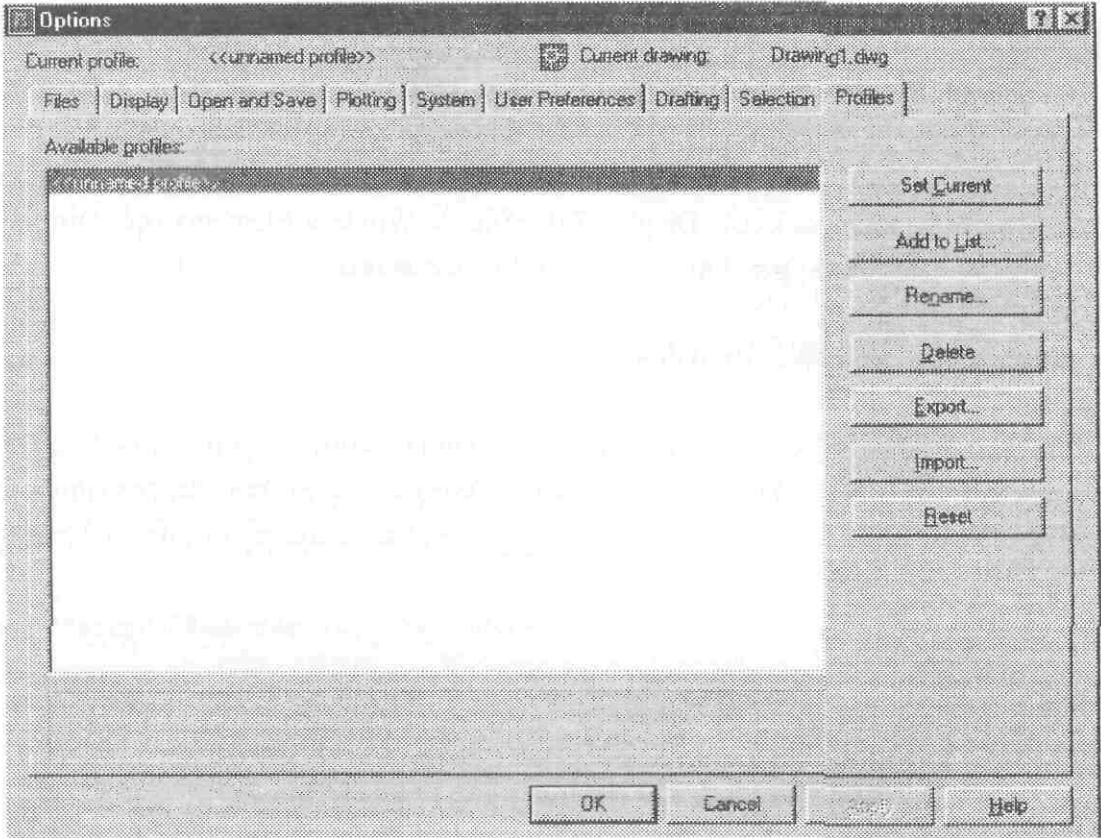 Options
Current profile: <<unnamed profile>> Current drawing: Drawing1.dwg
Files Display Open and Save Plotting System User Preferences Drafting Selection Profiles
Available profiles:
<<unnamed profile>>
Set Current
Add to List...
Rename...
Delete
Export...
Import...
Reset
OK Cancel Apply Help